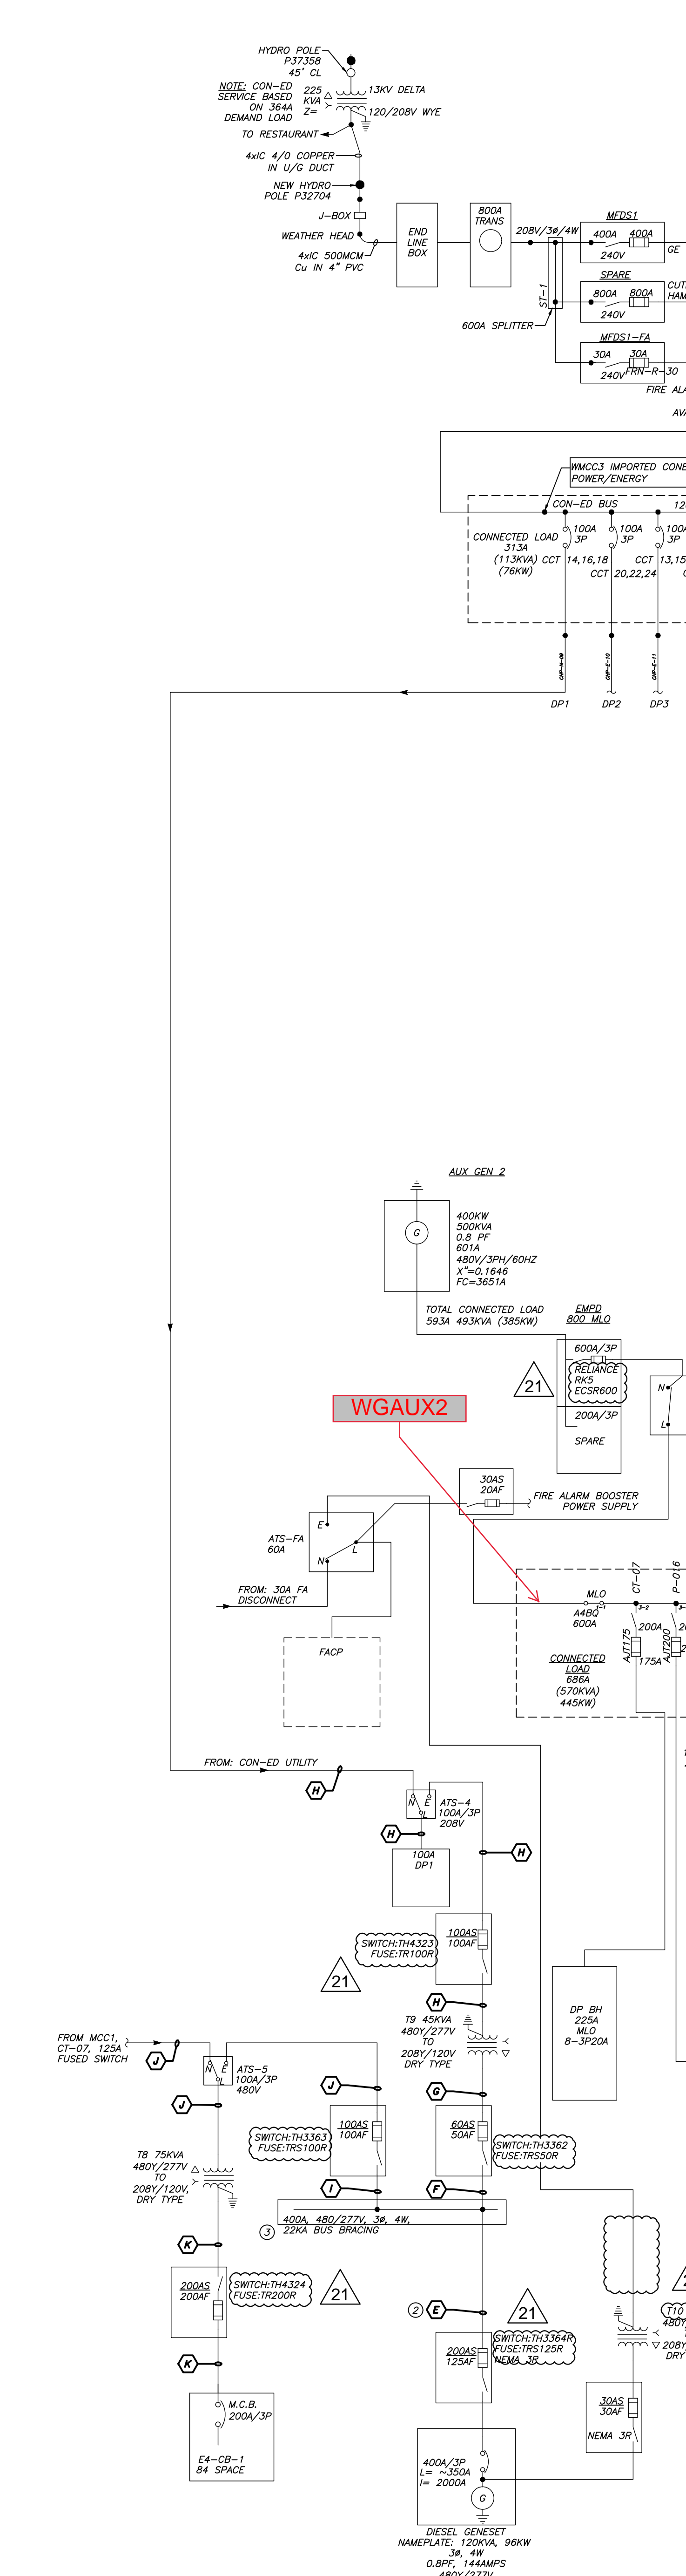 HYDRO POLE
P37358
45' CL
NOTE: CON-ED
SERVICE BASED
ON 364A
DEMAND LOAD
225
KVA
Z=
13KV DELTA
120/208V WYE
TO RESTAURANT
4xIC 4/0 COPPER
IN U/G DUCT
NEW HYDRO
POLE P32704
J-BOX
WEATHER HEAD
4xIC 500MCM
Cu IN 4" PVC
END
LINE
BOX
800A
TRANS
208V/3ø/4W
ST-1
600A SPLITTER
MFDS1
400A 400A
240V
GE
SPARE
800A 800A
240V
MFDS1-FA
30A 30A
240V
FRN-R-30
WMCC3 IMPORTED
POWER/ENERGY
CON-ED BUS
CONNECTED LOAD
313A
(113KVA)
(76KW)
100A
3P
100A
3P
3P
CCT 14,16,18
CCT 20,22,24
CCT 13,15
CHP-E-10
CHP-E-11
DP1
DP2
DP3
AUX GEN 2
G
400KW
500KVA
0.8 PF
601A
480V/3PH/60HZ
X"=0.1646
FC=3651A
TOTAL CONNECTED LOAD
593A 493KVA (385KW)
EMPD
800 MLO
600A/3P
RELIANCE
RK5
ECSR600
21
200A/3P
SPARE
N
L
WGAUX2
30AS
20AF
FIRE ALARM BOOSTER
POWER SUPPLY
ATS-FA
60A
E
L
N
FROM: 30A FA
DISCONNECT
FACP
MLO
A4BQ
600A
CT-07
P-016
200A
AJT175
175A
AJT200
CONNECTED
LOAD
686A
(570KVA)
445KW)
FROM: CON-ED UTILITY
H
N E
L
ATS-4
100A/3P
208V
H
100A
DP1
H
SWITCH:TH4323
FUSE:TR100R
100AS
100AF
21
H
T9 45KVA
480Y/277V
TO
208Y/120V
DRY TYPE
DP BH
225A
MLO
8-3P20A
FROM MCC1,
CT-07, 125A
FUSED SWITCH
J
N E
L
ATS-5
100A/3P
480V
J
J
G
SWITCH:TH3363
FUSE:TRS100R
100AS
100AF
60AS
50AF
SWITCH:TH3362
FUSE:TRS50R
T8 75KVA
480Y/277V
TO
208Y/120V,
DRY TYPE
I
F
400A, 480/277V, 3ø, 4W,
22KA BUS BRACING
3
K
200AS
200AF
SWITCH:TH4324
FUSE:TR200R
21
2
E
21
200AS
125AF
SWITCH:TH3364R
FUSE:TRS125R
NEMA 3R
T10
K
M.C.B.
200A/3P
E4-CB-1
84 SPACE
30AS
30AF
NEMA 3R
400A/3P
L= ~350A
I= 2000A
G
DIESEL GENESET
NAMEPLATE: 120KVA, 96KW
3ø, 4W
0.8PF, 144AMPS
480Y/277V